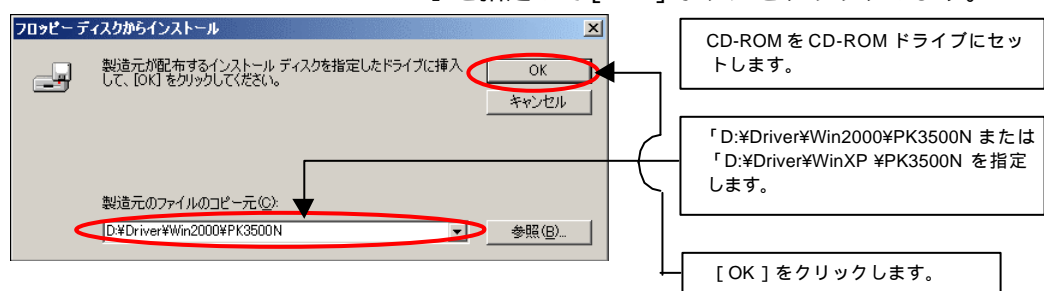 フロッピー ディスクからインストール
製造元が配布するインストール ディスクを指定したドライブに挿入
して、[OK] をクリックしてください。
OK
キャンセル
製造元のファイルのコピー元(C):
D:¥Driver¥Win2000¥PK3500N
参照(B)...
CD-ROM を CD-ROM ドライブにセッ
トします。
「D:¥Driver¥Win2000¥PK3500N または
「D:¥Driver¥WinXP ¥PK3500N を指定
します。
[ OK ] をクリックします。